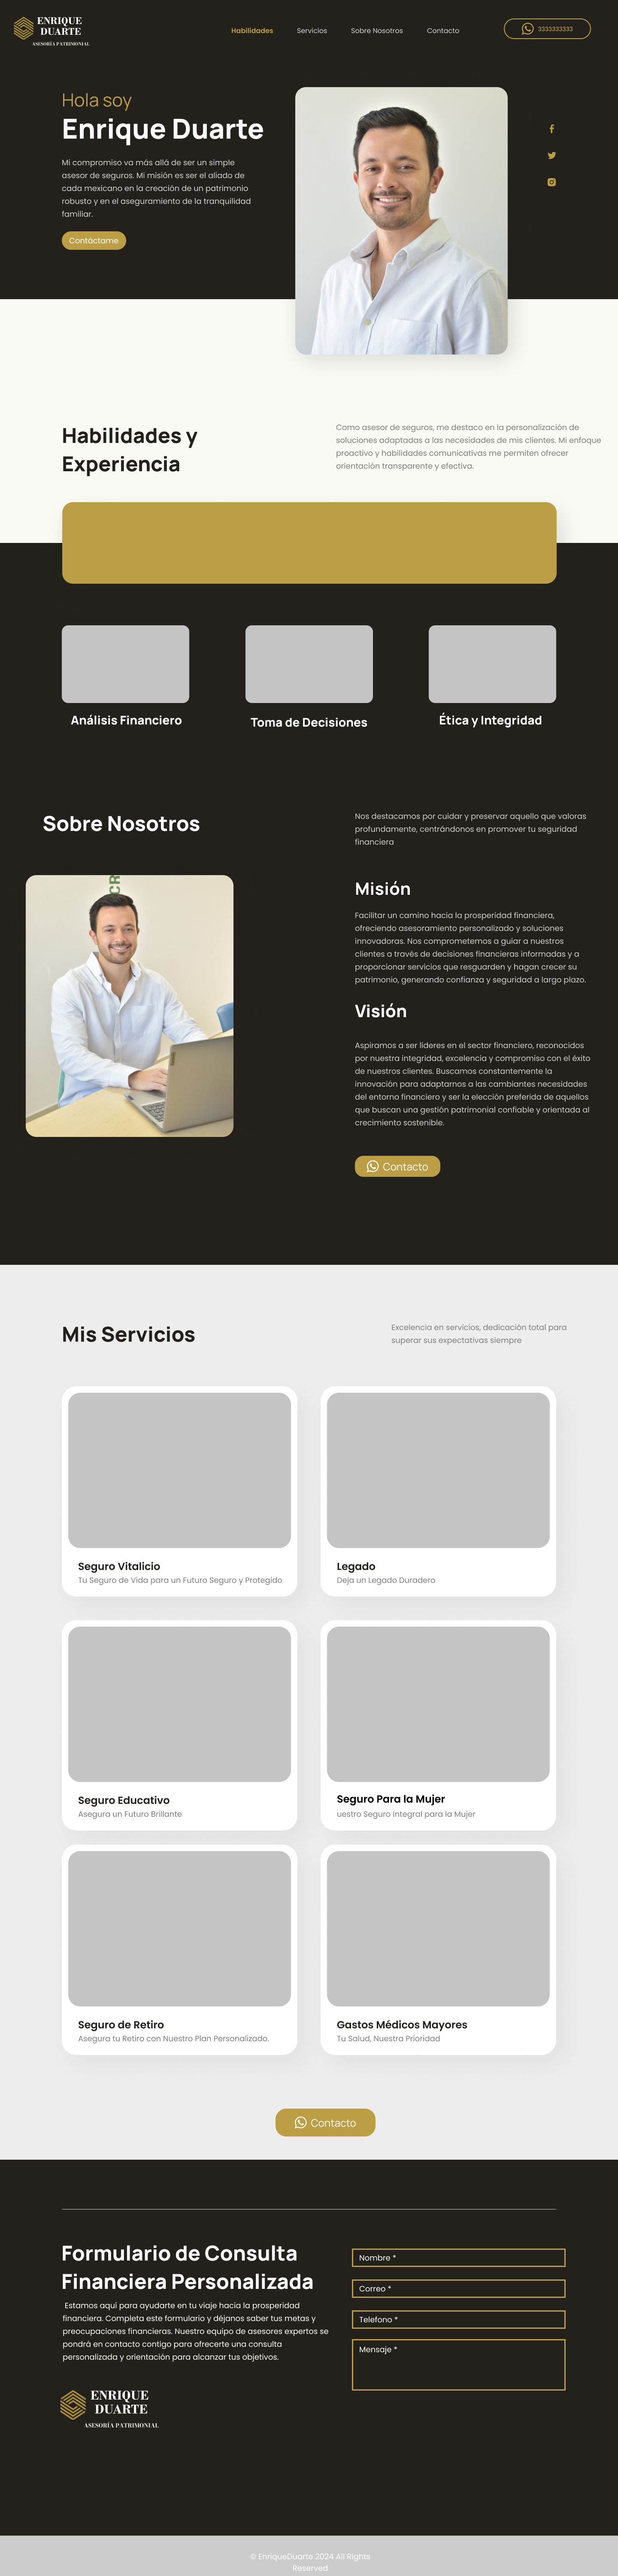 ENRIQUE
DUARTE
ASESORÍA PATRIMONIAL
Habilidades
Servicios
Sobre Nosotros
Contacto
3333333333
Hola soy
Enrique Duarte
Mi compromiso va más allá de ser un simple
asesor de seguros. Mi misión es ser el aliado de
cada mexicano en la creación de un patrimonio
robusto y en el aseguramiento de la tranquilidad
familiar.
Contáctame
Habilidades y
Experiencia
Como asesor de seguros, me destaco en la personalización de
soluciones adaptadas a las necesidades de mis clientes. Mi enfoque
proactivo y habilidades comunicativas me permiten ofrecer
orientación transparente y efectiva.
Análisis Financiero
Toma de Decisiones
Ética y Integridad
Sobre Nosotros
Nos destacamos por cuidar y preservar aquello que valoras
profundamente, centrándonos en promover tu seguridad
financiera
CR
Misión
Facilitar un camino hacia la prosperidad financiera,
ofreciendo asesoramiento personalizado y soluciones
innovadoras. Nos comprometemos a guiar a nuestros
clientes a través de decisiones financieras informadas y a
proporcionar servicios que resguarden y hagan crecer su
patrimonio, generando confianza y seguridad a largo plazo.
Visión
Aspiramos a ser líderes en el sector financiero, reconocidos
por nuestra integridad, excelencia y compromiso con el éxito
de nuestros clientes. Buscamos constantemente la
innovación para adaptarnos a las cambiantes necesidades
del entorno financiero y ser la elección preferida de aquellos
que buscan una gestión patrimonial confiable y orientada al
crecimiento sostenible.
Contacto
Mis Servicios
Excelencia en servicios, dedicación total para
superar sus expectativas siempre
Seguro Vitalicio
Tu Seguro de Vida para un Futuro Seguro y Protegido
Legado
Deja un Legado Duradero
Seguro Educativo
Asegura un Futuro Brillante
Seguro Para la Mujer
uestro Seguro Integral para la Mujer
Seguro de Retiro
Asegura tu Retiro con Nuestro Plan Personalizado.
Gastos Médicos Mayores
Tu Salud, Nuestra Prioridad
Contacto
Formulario de Consulta
Financiera Personalizada
Estamos aquí para ayudarte en tu viaje hacia la prosperidad
financiera. Completa este formulario y déjanos saber tus metas y
preocupaciones financieras. Nuestro equipo de asesores expertos se
pondrá en contacto contigo para ofrecerte una consulta
personalizada y orientación para alcanzar tus objetivos.
Nombre *
Correo *
Telefono *
Mensaje *
ENRIQUE
DUARTE
ASESORÍA PATRIMONIAL
© EnriqueDuarte 2024 All Rights
Reserved